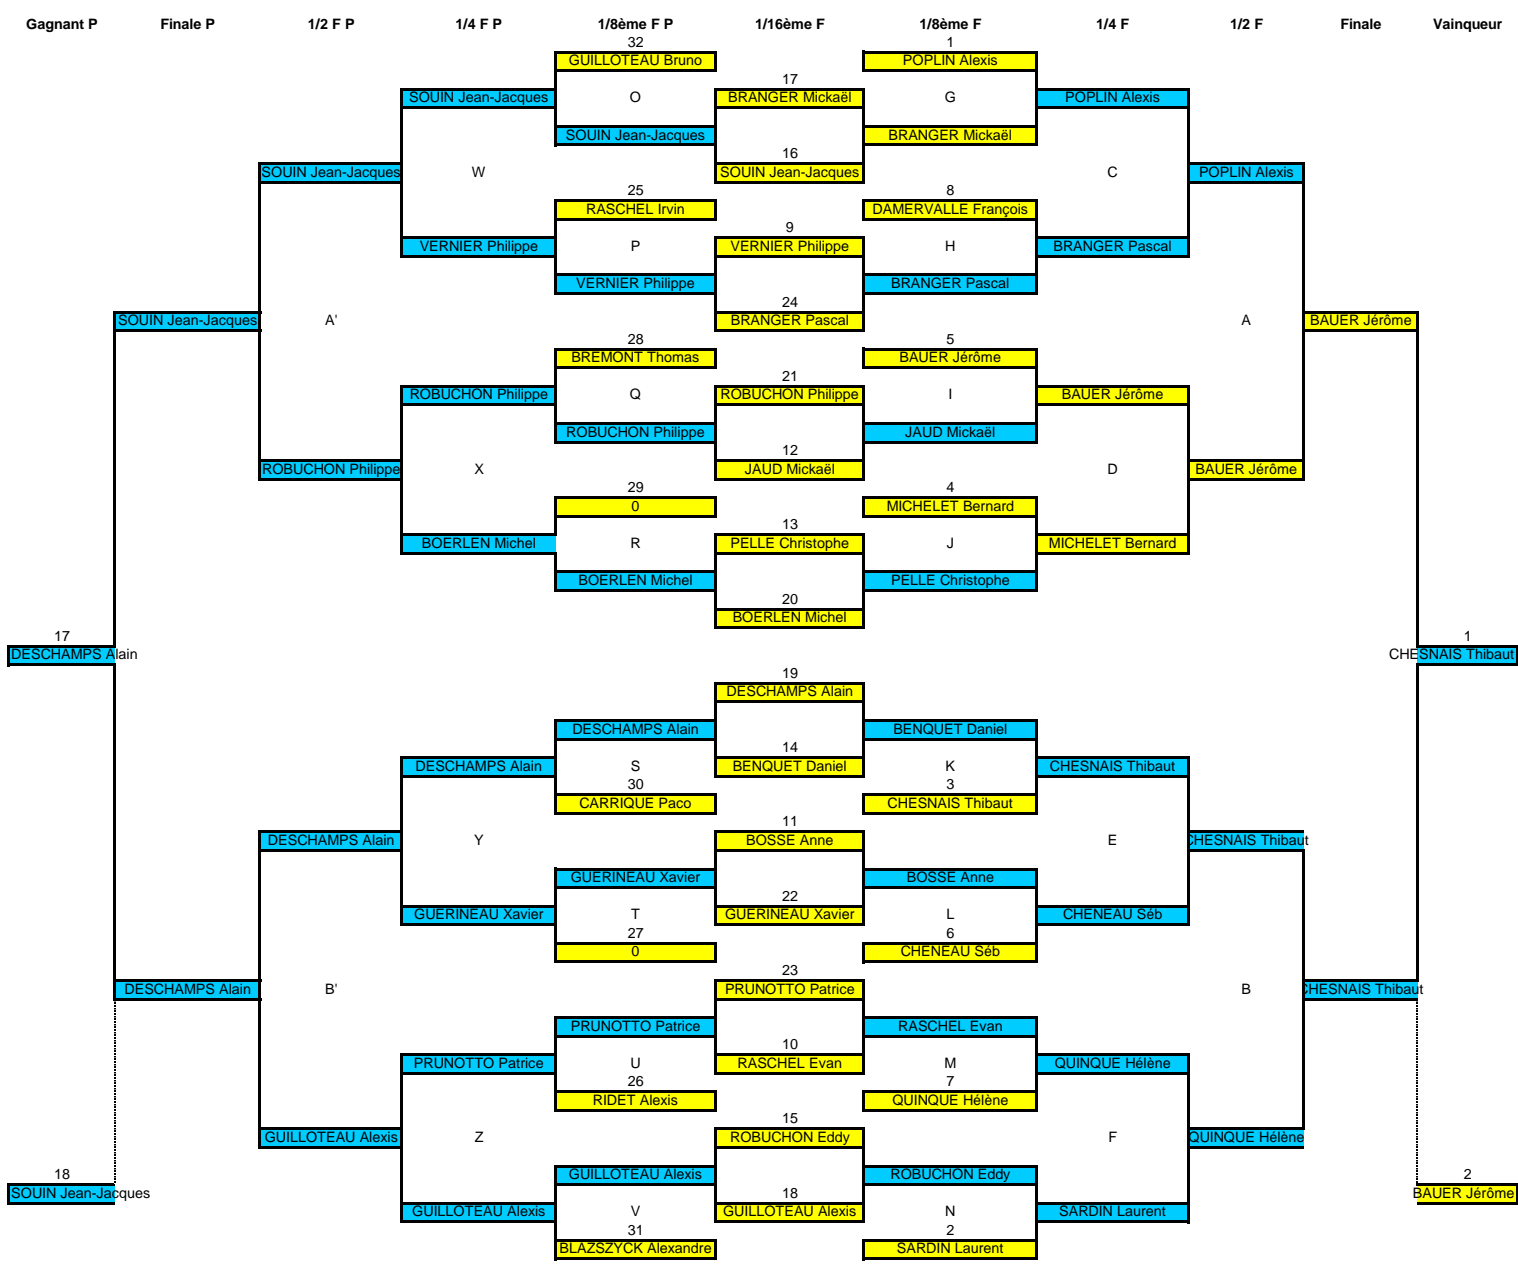 Gagnant P Finale P 1/2 F P 1/4 F P 1/8ème F P 1/16ème F 1/8ème F 1/4 F 1/2 F Finale Vainqueur
32 1
GUILLOTEAU Bruno POPLIN Alexis
17
SOUIN Jean-Jacques O BRANGER Mickaël G POPLIN Alexis
SOUIN Jean-Jacques BRANGER Mickaël
16
SOUIN Jean-Jacques W SOUIN Jean-Jacques C POPLIN Alexis
25 8
RASCHEL Irvin DAMERVALLE François
9
VERNIER Philippe P VERNIER Philippe H BRANGER Pascal
VERNIER Philippe BRANGER Pascal
24
SOUIN Jean-Jacques A' BRANGER Pascal A BAUER Jérôme
28 5
BREMONT Thomas BAUER Jérôme
21
ROBUCHON Philippe Q ROBUCHON Philippe I BAUER Jérôme
ROBUCHON Philippe JAUD Mickaël
12
ROBUCHON Philippe X JAUD Mickaël D BAUER Jérôme
29 4
0 MICHELET Bernard
13
BOERLEN Michel R PELLE Christophe J MICHELET Bernard
BOERLEN Michel PELLE Christophe
20
BOERLEN Michel
17 1
DESCHAMPS Alain CHESNAIS Thibaut
19
DESCHAMPS Alain
DESCHAMPS Alain BENQUET Daniel
14
DESCHAMPS Alain S BENQUET Daniel K CHESNAIS Thibaut
30 3
CARRIQUE Paco CHESNAIS Thibaut
11
DESCHAMPS Alain Y BOSSE Anne E CHESNAIS Thibaut
GUERINEAU Xavier BOSSE Anne
22
GUERINEAU Xavier T GUERINEAU Xavier L CHENEAU Séb
27 6
0 CHENEAU Séb
23
DESCHAMPS Alain B' PRUNOTTO Patrice B CHESNAIS Thibaut
PRUNOTTO Patrice RASCHEL Evan
10
PRUNOTTO Patrice U RASCHEL Evan M QUINQUE Hélène
26 7
RIDET Alexis QUINQUE Hélène
15
GUILLOTEAU Alexis Z ROBUCHON Eddy F QUINQUE Hélène
18 GUILLOTEAU Alexis ROBUCHON Eddy 2
SOUIN Jean-Jacques 18 BAUER Jérôme
GUILLOTEAU Alexis V GUILLOTEAU Alexis N SARDIN Laurent
31 2
BLAZSZYCK Alexandre SARDIN Laurent